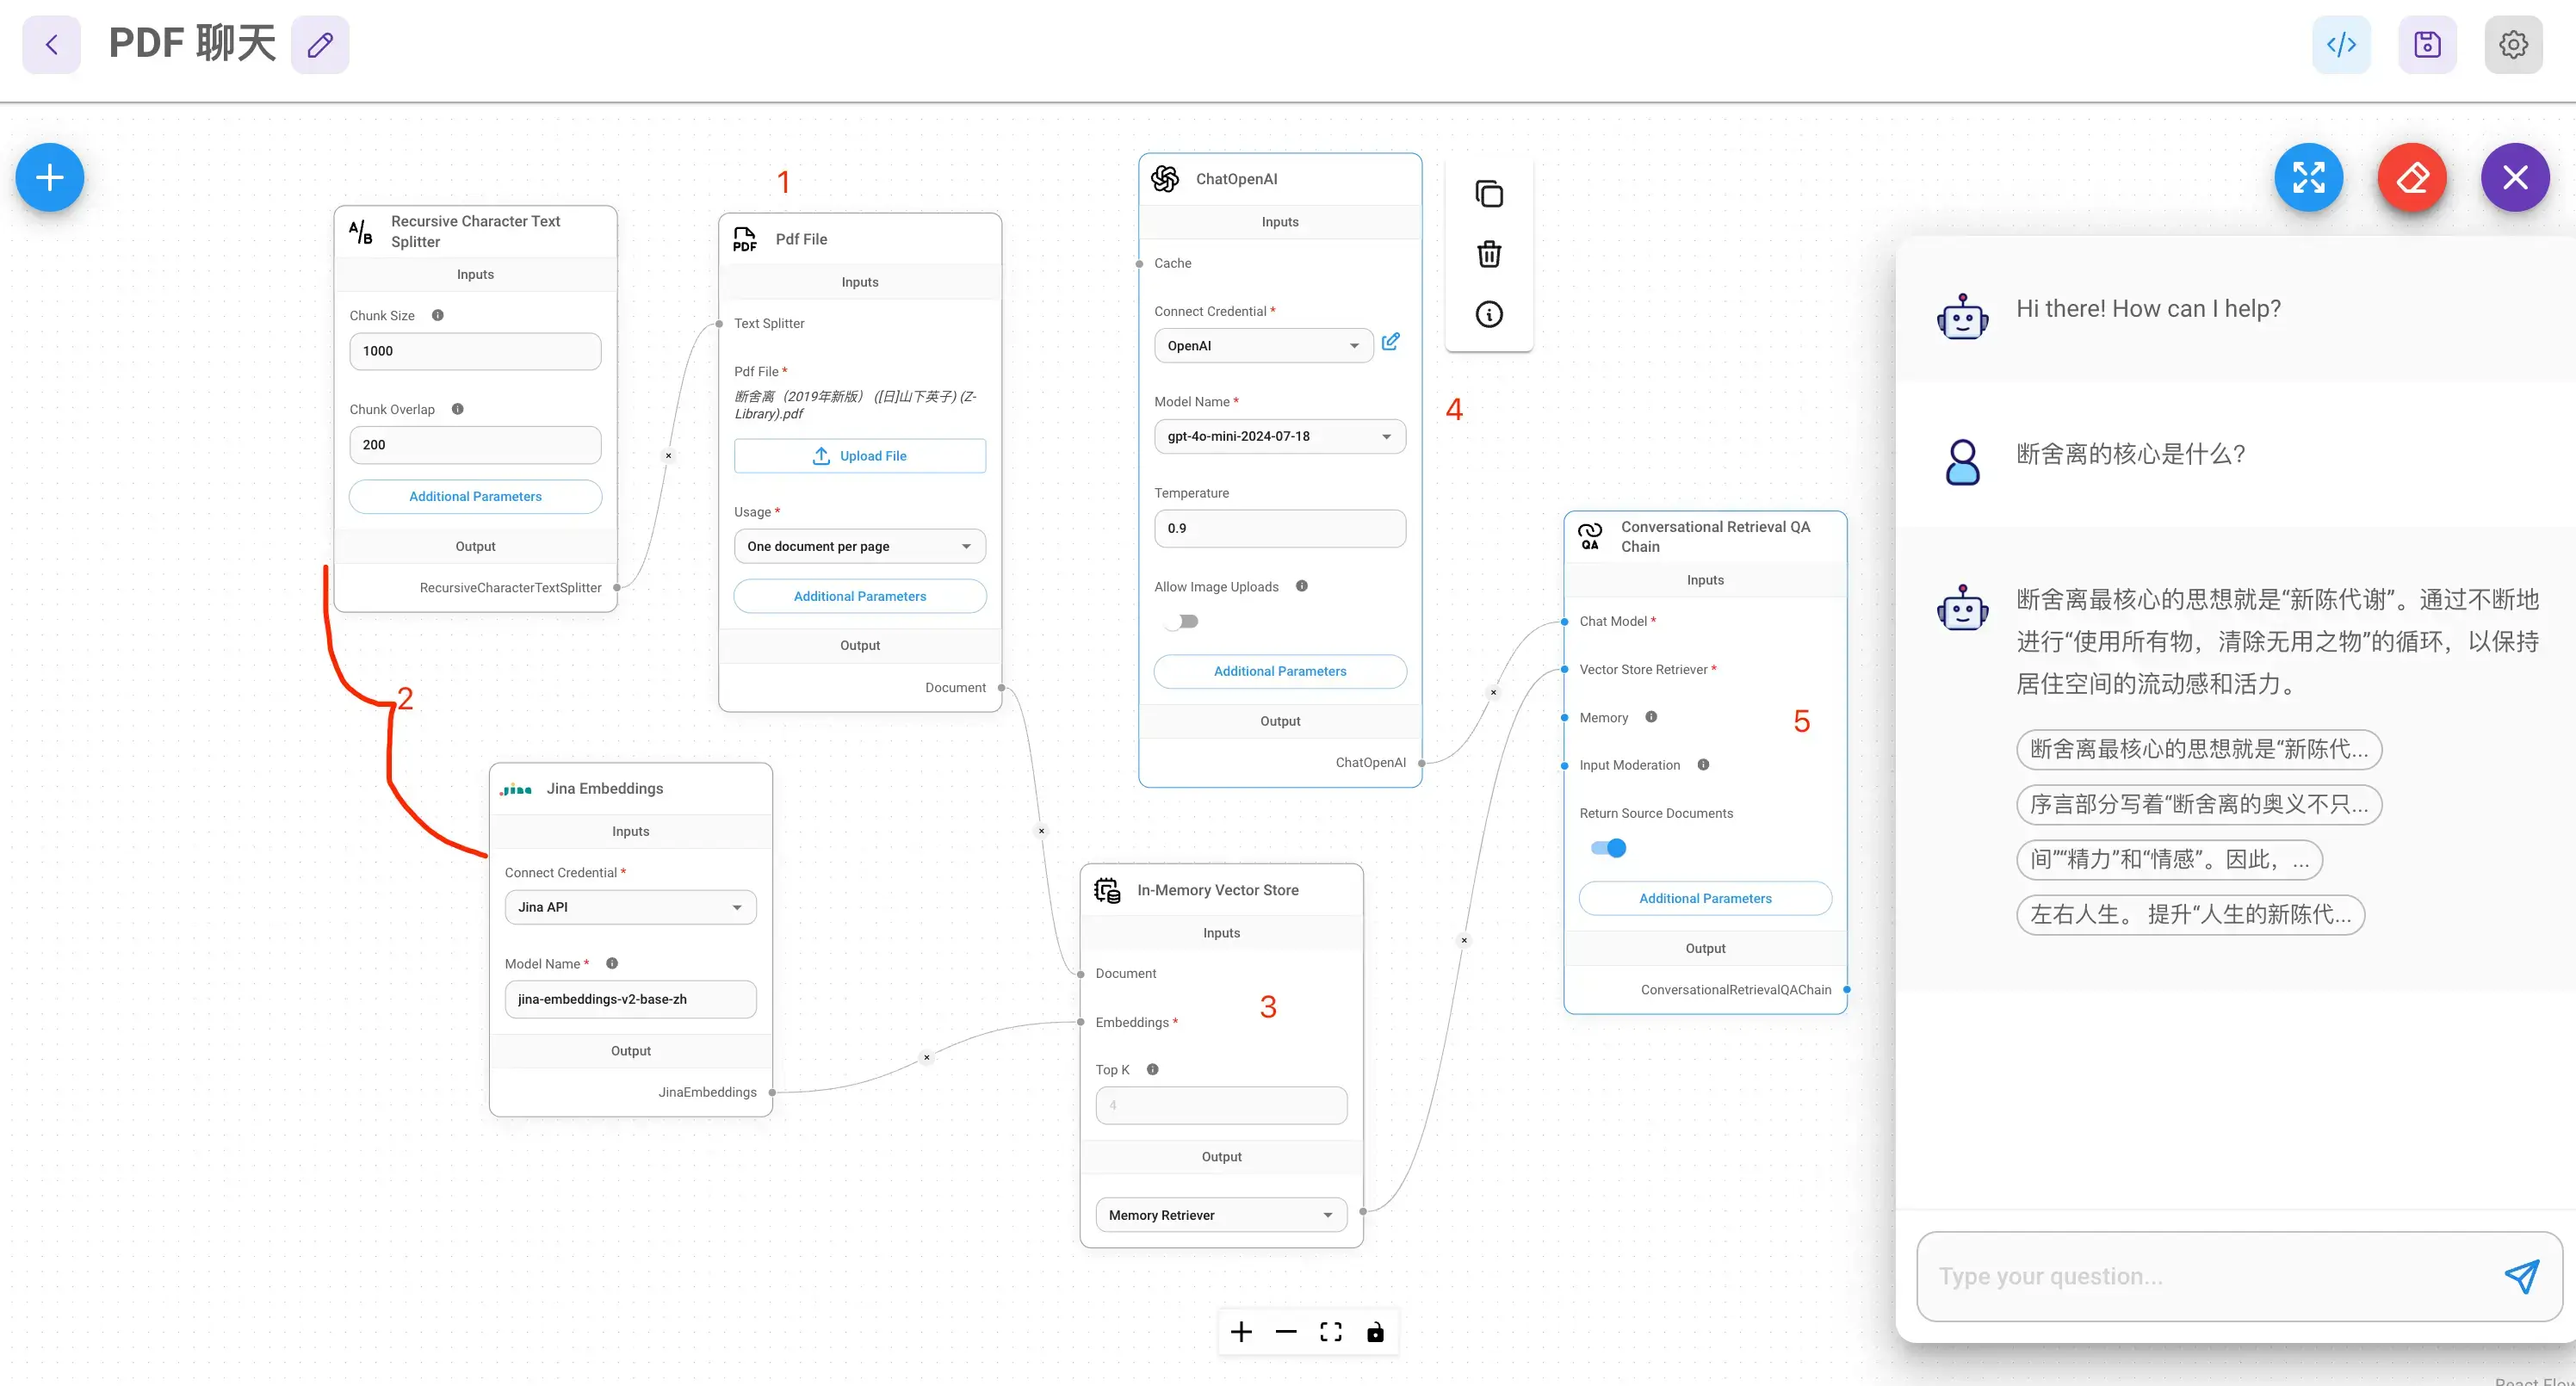 PDF 聊天
1
2
3
4
5
A/B
Recursive Character Text
Splitter
Inputs
Chunk Size
1000
Chunk Overlap
200
Additional Parameters
Output
RecursiveCharacterTextSplitter
PDF
Pdf File
Inputs
Text Splitter
Pdf File *
断舍离（2019年新版） ([日]山下英子) (Z-
Library).pdf
Upload File
Usage *
One document per page
Additional Parameters
Output
Document
Jina
Jina Embeddings
Inputs
Connect Credential *
Jina API
Model Name *
jina-embeddings-v2-base-zh
Output
JinaEmbeddings
ChatOpenAI
Inputs
Cache
Connect Credential *
OpenAI
Model Name *
gpt-4o-mini-2024-07-18
Temperature
0.9
Allow Image Uploads
Additional Parameters
Output
ChatOpenAI
In-Memory Vector Store
Inputs
Document
Embeddings *
Top K
4
Output
Memory Retriever
QA
Conversational Retrieval QA
Chain
Inputs
Chat Model *
Vector Store Retriever *
Memory
Input Moderation
Return Source Documents
Additional Parameters
Output
ConversationalRetrievalQAChain
Hi there! How can I help?
断舍离的核心是什么?
断舍离最核心的思想就是“新陈代谢”。通过不断地
进行“使用所有物，清除无用之物”的循环，以保持
居住空间的流动感和活力。
断舍离最核心的思想就是“新陈代...
序言部分写着“断舍离的奥义不只...
间”“精力”和“情感”。因此，...
左右人生。 提升“人生的新陈代...
Type your question...